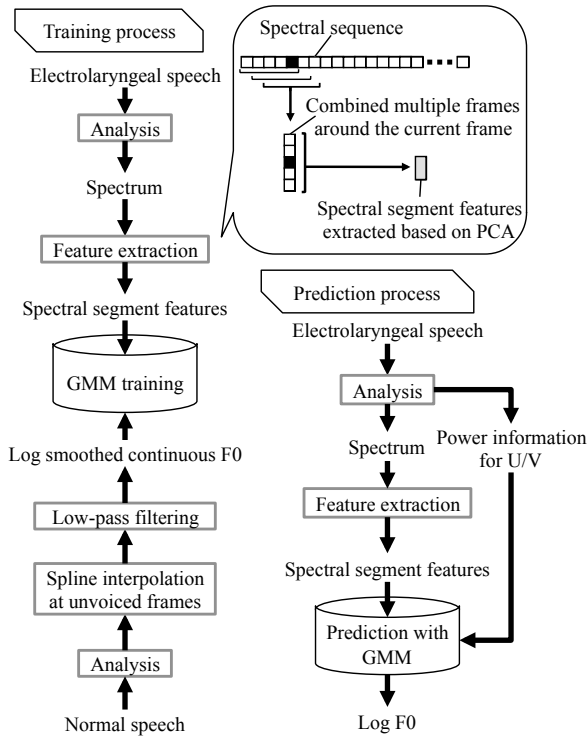 Training process
Electrolaryngeal speech
Analysis
Spectrum
Feature extraction
Spectral segment features
GMM training
Log smoothed continuous F0
Low-pass filtering
Spline interpolation
at unvoiced frames
Analysis
Normal speech
Spectral sequence
Combined multiple frames
around the current frame
Spectral segment features
extracted based on PCA
Prediction process
Electrolaryngeal speech
Analysis
Spectrum
Power information
for U/V
Feature extraction
Spectral segment features
Prediction with
GMM
Log F0